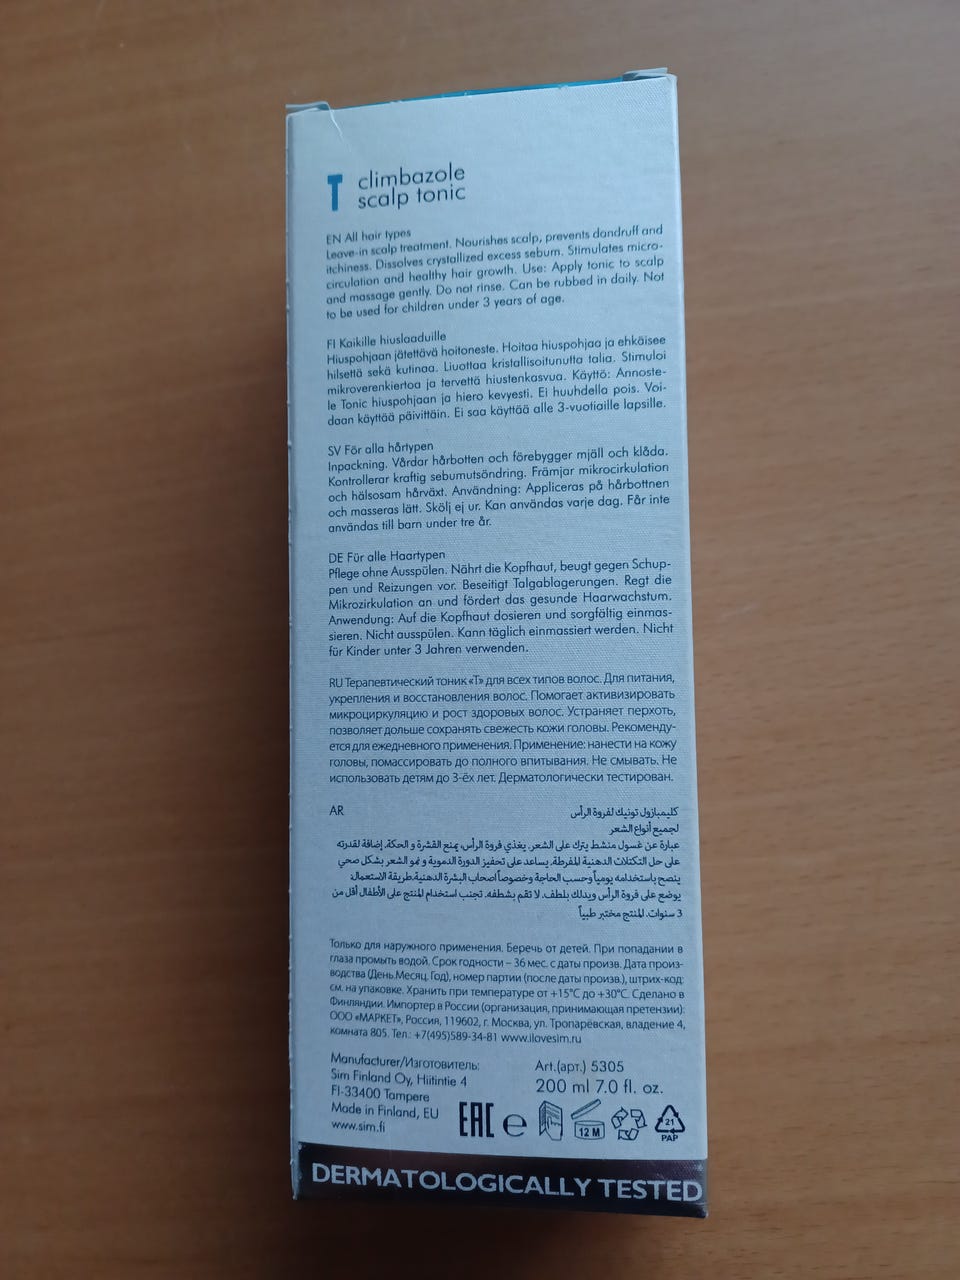 T climbazole
scalp tonic
EN All hair types
Leave-in scalp treatment. Nourishes scalp, prevents dandruff and
itchiness. Dissolves crystallized excess sebum. Stimulates micro-
circulation and healthy hair growth. Use: Apply tonic to scalp
and massage gently. Do not rinse. Can be rubbed in daily. Not
to be used for children under 3 years of age.
FI Kaikille hiuslaaduille
Hiuspohjaan jätettävä hoitoneste. Hoitaa hiuspohjaa ja ehkäisee
hilsettä sekä kutinaa. Liuottaa kristallisoitunutta talia. Stimuloi
mikroverenkiertoa ja tervettä hiustenkasvua. Käyttö: Annoste-
le Tonic hiuspohjaan ja hiero kevyesti. Ei huuhdella pois. Voi-
daan käyttää päivittäin. Ei saa käyttää alle 3-vuotiaille lapsille.
SV För alla hårtypen
Inpackning. Vårdar hårbotten och förebygger mjäll och klåda.
Kontrollerar kraftig sebumutsöndring. Främjar mikrocirkulation
och hälsosam hårväxt. Användning: Appliceras på hårbottnen
och masseras lätt. Skölj ej ur. Kan användas varje dag. Får inte
användas till barn under tre år.
DE Für alle Haartypen
Pflege ohne Ausspülen. Nährt die Kopfhaut, beugt gegen Schup-
pen und Reizungen vor. Beseitigt Talgablagerungen. Regt die
Mikrozirkulation an und fördert das gesunde Haarwachstum.
Anwendung: Auf die Kopfhaut dosieren und sorgfältig einmas-
sieren. Nicht ausspülen. Kann täglich einmassiert werden. Nicht
für Kinder unter 3 Jahren verwenden.
RU Терапевтический тоник «Т» для всех типов волос. Для питания,
укрепления и восстановления волос. Помогает активизировать
микроциркуляцию и рост здоровых волос. Устраняет перхоть,
позволяет дольше сохранять свежесть кожи головы. Рекоменду-
ется для ежедневного применения. Применение: нанести на кожу
головы, помассировать до полного впитывания. Не смывать. Не
использовать детям до 3-ёх лет. Дерматологически тестирован.
AR كليمبازول تونيك لفروة الرأس
لجميع أنواع الشعر
عبارة عن غسول منشط يترك على الشعر. يغذي فروة الرأس، يمنع القشرة و الحكة. إضافة لقدرته
على حل التكتلات الدهنية المفرطة. يساعد على تحفيز الدورة الدموية و نمو الشعر بشكل صحي
ينصح باستخدامه يومياً وحسب الحاجة وخصوصاً اصحاب البشرة الدهنية.طريقة الاستعمال:
يوضع على فروة الرأس ويدلك بلطف. لا تقم بشطفه. تجنب استخدام المنتج على الأطفال أقل من
3 سنوات. المنتج مختبر طبياً
Только для наружного применения. Беречь от детей. При попадании в
глаза промыть водой. Срок годности – 36 мес. с даты произв. Дата произ-
водства (День.Месяц. Год), номер партии (после даты произв.), штрих-код:
см. на упаковке. Хранить при температуре от +15°C до +30°C. Сделано в
Финляндии. Импортер в России (организация, принимающая претензии):
ООО «МАРКЕТ», Россия, 119602, г. Москва, ул. Тропарёвская, владение 4,
комната 805. Тел.: +7(495)589-34-81 www.ilovesim.ru
Manufacturer/Изготовитель:
Sim Finland Oy, Hiitintie 4
FI-33400 Tampere
Made in Finland, EU
www.sim.fi
Art.(арт.) 5305
200 ml 7.0 fl. oz.
EAC e 12 M 21
PAP
DERMATOLOGICALLY TESTED